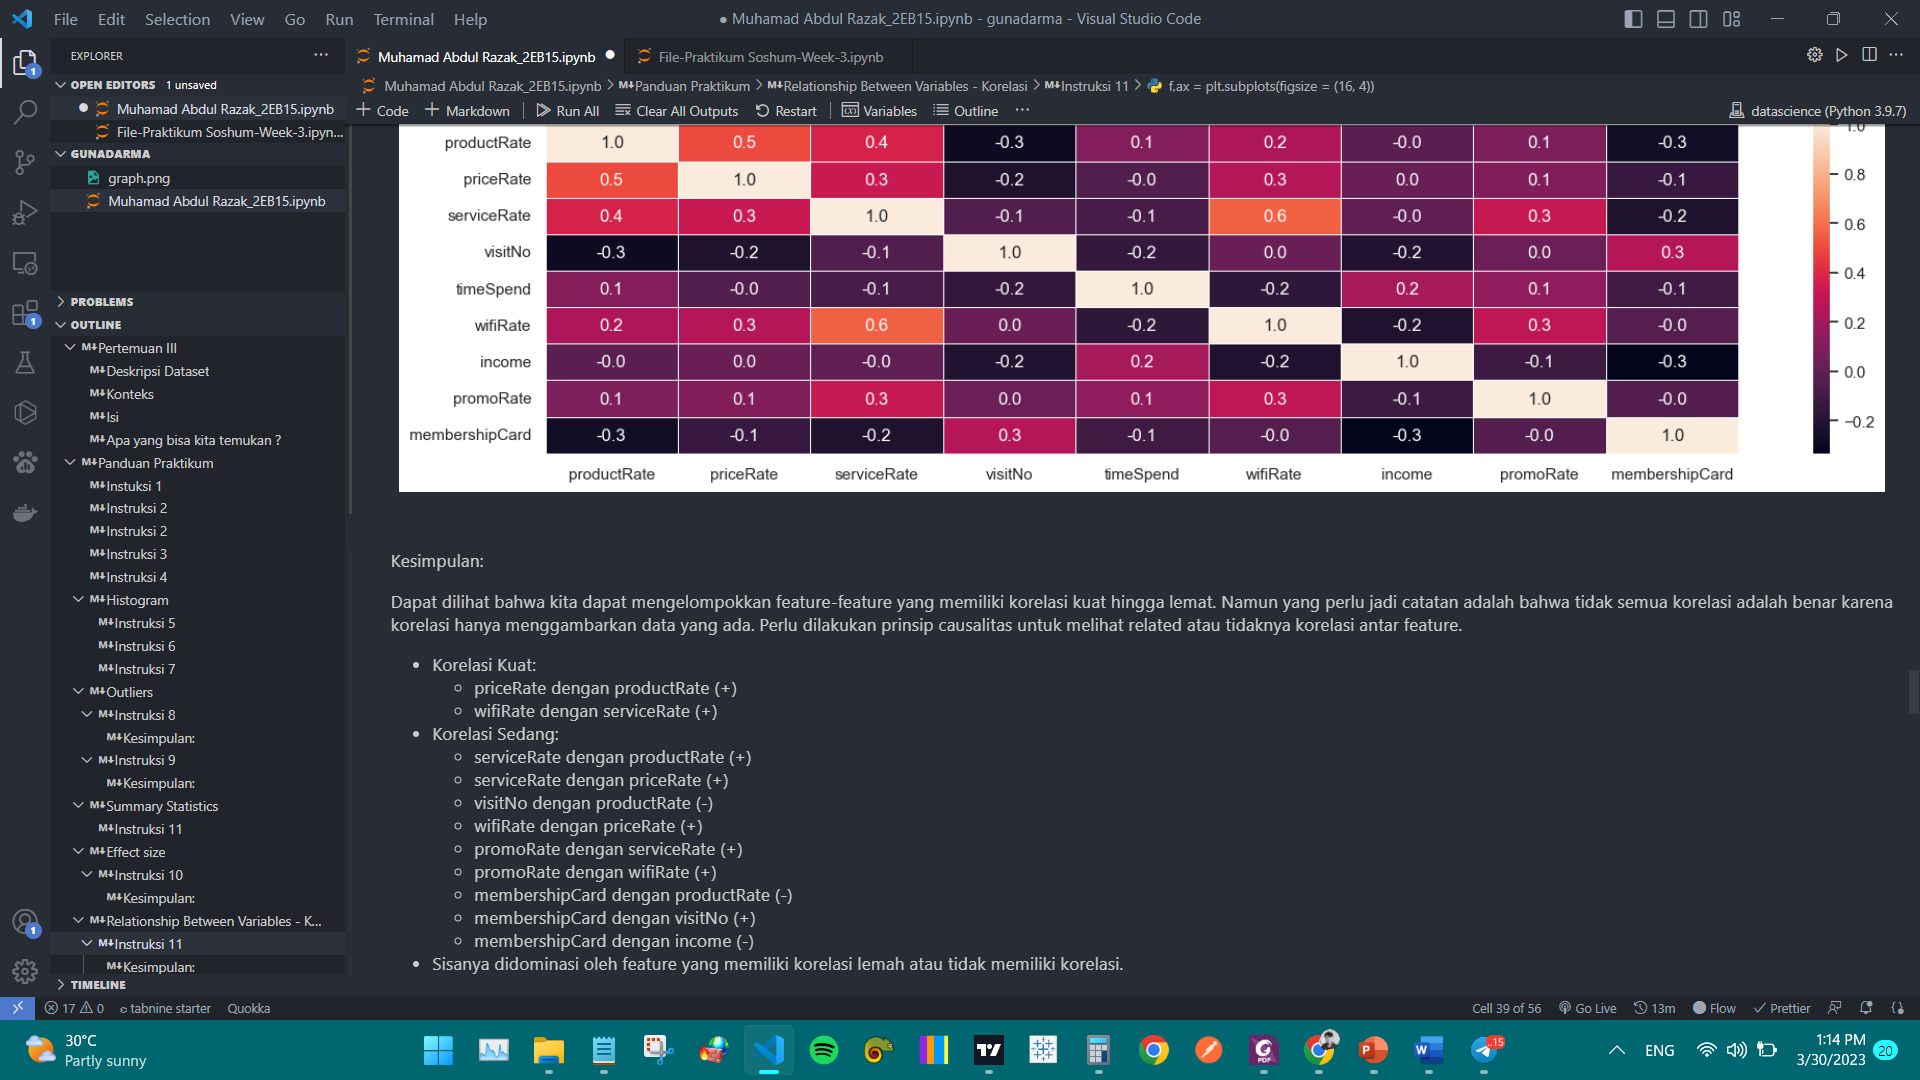 File Edit Selection View Go Run Terminal Help
● Muhamad Abdul Razak_2EB15.ipynb - gunadarma - Visual Studio Code
EXPLORER
OPEN EDITORS 1 unsaved
Muhamad Abdul Razak_2EB15.ipynb
File-Praktikum Soshum-Week-3.ipyn...
GUNADARMA
graph.png
Muhamad Abdul Razak_2EB15.ipynb
PROBLEMS
OUTLINE
M↓Pertemuan III
M↓Deskripsi Dataset
M↓Konteks
M↓Isi
M↓Apa yang bisa kita temukan ?
M↓Panduan Praktikum
M↓Instuksi 1
M↓Instruksi 2
M↓Instruksi 2
M↓Instruksi 3
M↓Instruksi 4
M↓Histogram
M↓Instruksi 5
M↓Instruksi 6
M↓Instruksi 7
M↓Outliers
M↓Instruksi 8
M↓Kesimpulan:
M↓Instruksi 9
M↓Kesimpulan:
M↓Summary Statistics
M↓Instruksi 11
M↓Effect size
M↓Instruksi 10
M↓Kesimpulan:
M↓Relationship Between Variables - K...
M↓Instruksi 11
M↓Kesimpulan:
TIMELINE
Muhamad Abdul Razak_2EB15.ipynb ● File-Praktikum Soshum-Week-3.ipynb
Muhamad Abdul Razak_2EB15.ipynb > M↓Panduan Praktikum > M↓Relationship Between Variables - Korelasi > M↓Instruksi 11 > f,ax = plt.subplots(figsize = (16, 4))
+ Code + Markdown Run All Clear All Outputs Restart Variables Outline ...
datascience (Python 3.9.7)
productRate 1.0 0.5 0.4 -0.3 0.1 0.2 -0.0 0.1 -0.3
priceRate 0.5 1.0 0.3 -0.2 -0.0 0.3 0.0 0.1 -0.1
serviceRate 0.4 0.3 1.0 -0.1 -0.1 0.6 -0.0 0.3 -0.2
visitNo -0.3 -0.2 -0.1 1.0 -0.2 0.0 -0.2 0.0 0.3
timeSpend 0.1 -0.0 -0.1 -0.2 1.0 -0.2 0.2 0.1 -0.1
wifiRate 0.2 0.3 0.6 0.0 -0.2 1.0 -0.2 0.3 -0.0
income -0.0 0.0 -0.0 -0.2 0.2 -0.2 1.0 -0.1 -0.3
promoRate 0.1 0.1 0.3 0.0 0.1 0.3 -0.1 1.0 -0.0
membershipCard -0.3 -0.1 -0.2 0.3 -0.1 -0.0 -0.3 -0.0 1.0
productRate priceRate serviceRate visitNo timeSpend wifiRate income promoRate membershipCard
1.0
0.8
0.6
0.4
0.2
0.0
-0.2
Kesimpulan:
Dapat dilihat bahwa kita dapat mengelompokkan feature-feature yang memiliki korelasi kuat hingga lemat. Namun yang perlu jadi catatan adalah bahwa tidak semua korelasi adalah benar karena
korelasi hanya menggambarkan data yang ada. Perlu dilakukan prinsip causalitas untuk melihat related atau tidaknya korelasi antar feature.
• Korelasi Kuat:
◦ priceRate dengan productRate (+)
◦ wifiRate dengan serviceRate (+)
• Korelasi Sedang:
◦ serviceRate dengan productRate (+)
◦ serviceRate dengan priceRate (+)
◦ visitNo dengan productRate (-)
◦ wifiRate dengan priceRate (+)
◦ promoRate dengan serviceRate (+)
◦ promoRate dengan wifiRate (+)
◦ membershipCard dengan productRate (-)
◦ membershipCard dengan visitNo (+)
◦ membershipCard dengan income (-)
• Sisanya didominasi oleh feature yang memiliki korelasi lemah atau tidak memiliki korelasi.
1
1
1
17 0 tabnine starter Quokka
Cell 39 of 56 Go Live 13m Flow Prettier
30°C
Partly sunny
PDF
..15
ENG
1:14 PM
3/30/2023
20